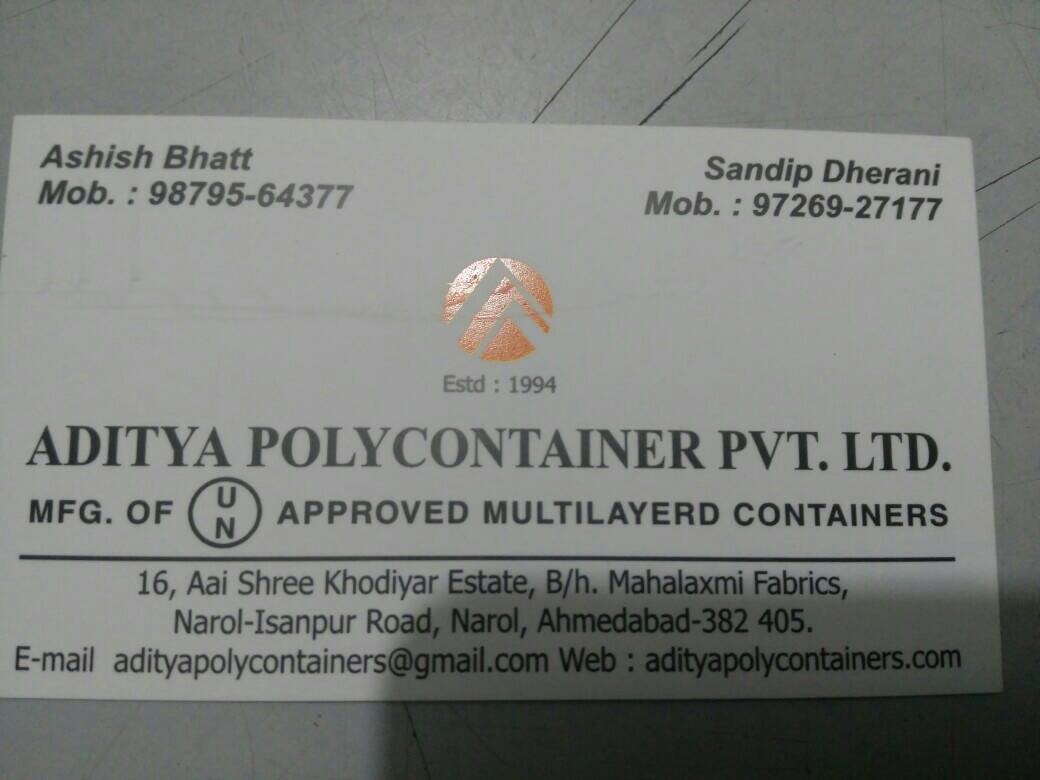 Ashish Bhatt
Mob. : 98795-64377
Sandip Dherani
Mob. : 97269-27177
Estd : 1994
ADITYA POLYCONTAINER PVT. LTD.
MFG. OF UN APPROVED MULTILAYERD CONTAINERS
16, Aai Shree Khodiyar Estate, B/h. Mahalaxmi Fabrics,
Narol-Isanpur Road, Narol, Ahmedabad-382 405.
E-mail adityapolycontainers@gmail.com Web : adityapolycontainers.com